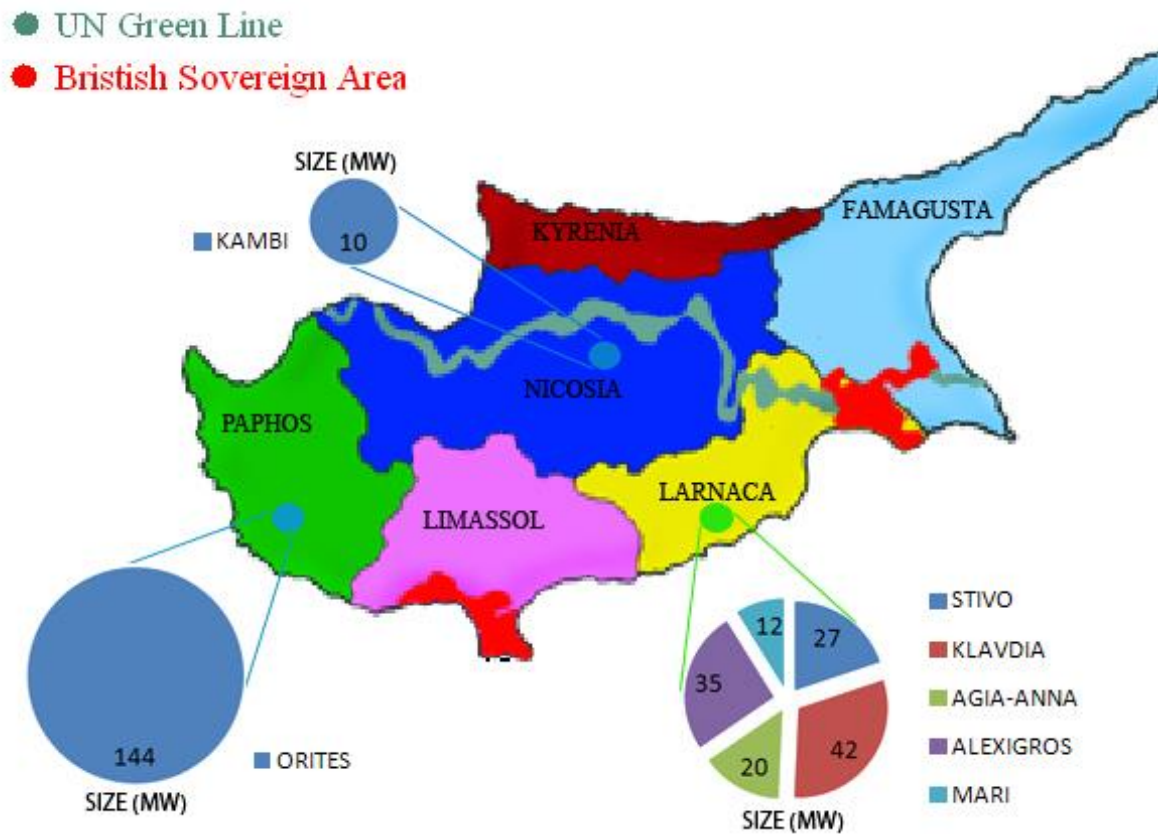 UN Green Line
Bristish Sovereign Area
SIZE (MW)
KAMBI
10
KYRENIA
FAMAGUSTA
NICOSIA
PAPHOS
LARNACA
LIMASSOL
144
ORITES
SIZE (MW)
12
27
35
42
20
SIZE (MW)
STIVO
KLAVDIA
AGIA-ANNA
ALEXIGROS
MARI